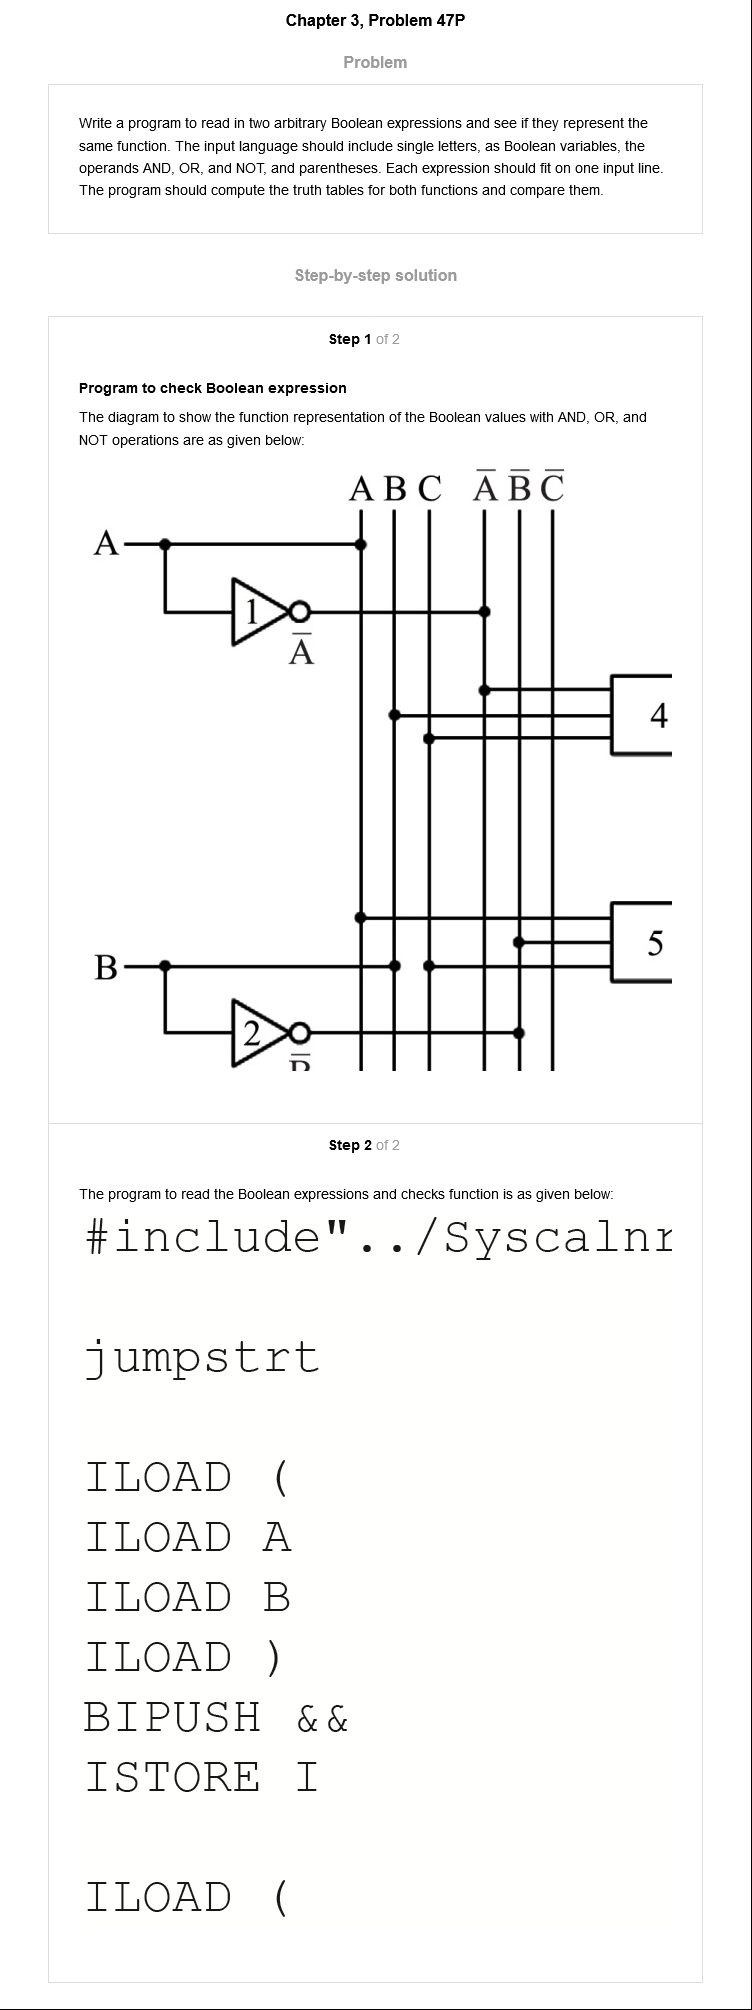 Chapter 3, Problem 47P
Problem
Write a program to read in two arbitrary Boolean expressions and see if they represent the
same function. The input language should include single letters, as Boolean variables, the
operands AND, OR, and NOT, and parentheses. Each expression should fit on one input line.
The program should compute the truth tables for both functions and compare them.
Step-by-step solution
Step 1 of 2
Program to check Boolean expression
The diagram to show the function representation of the Boolean values with AND, OR, and
NOT operations are as given below:
A B C A̅ B̅ C̅
A
1
A̅
4
5
B
2
Step 2 of 2
The program to read the Boolean expressions and checks function is as given below:
#include"../Syscalnr
jumpstrt
ILOAD (
ILOAD A
ILOAD B
ILOAD )
BIPUSH &&
ISTORE I
ILOAD (